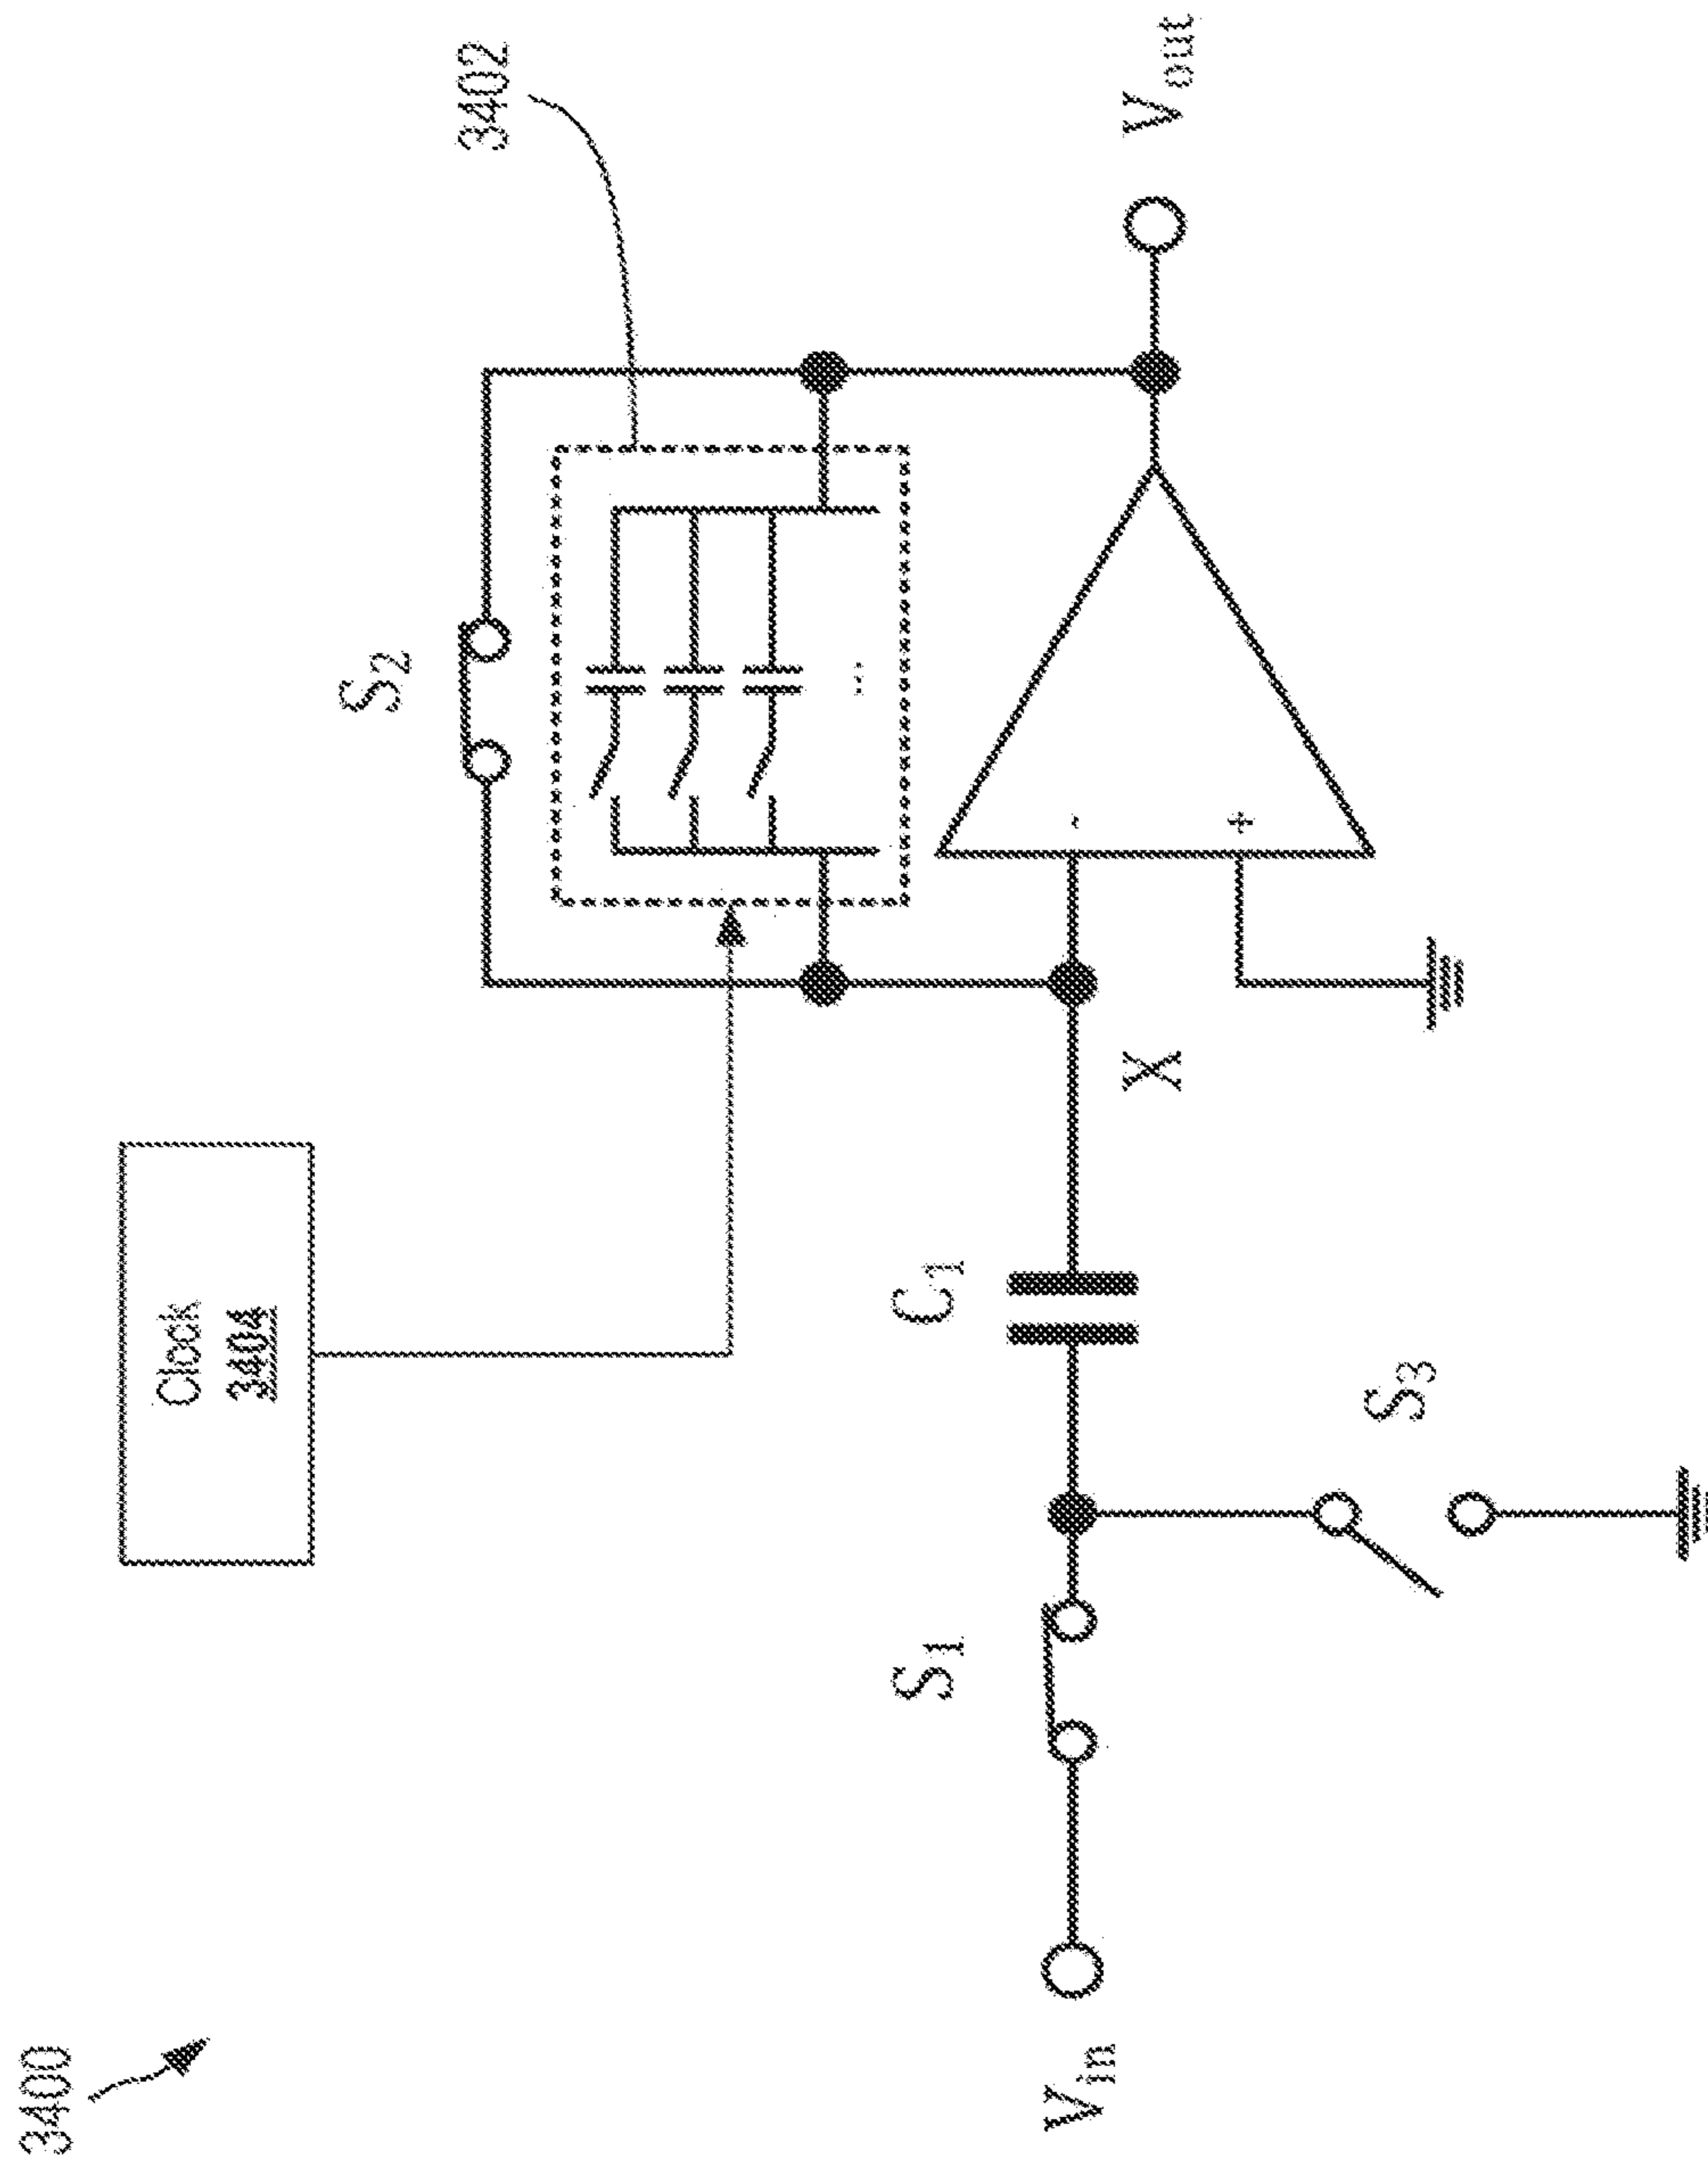 3400
Clock
3404
3402
S2
S1
C1
S3
X
-
+
...
Vin
Vout